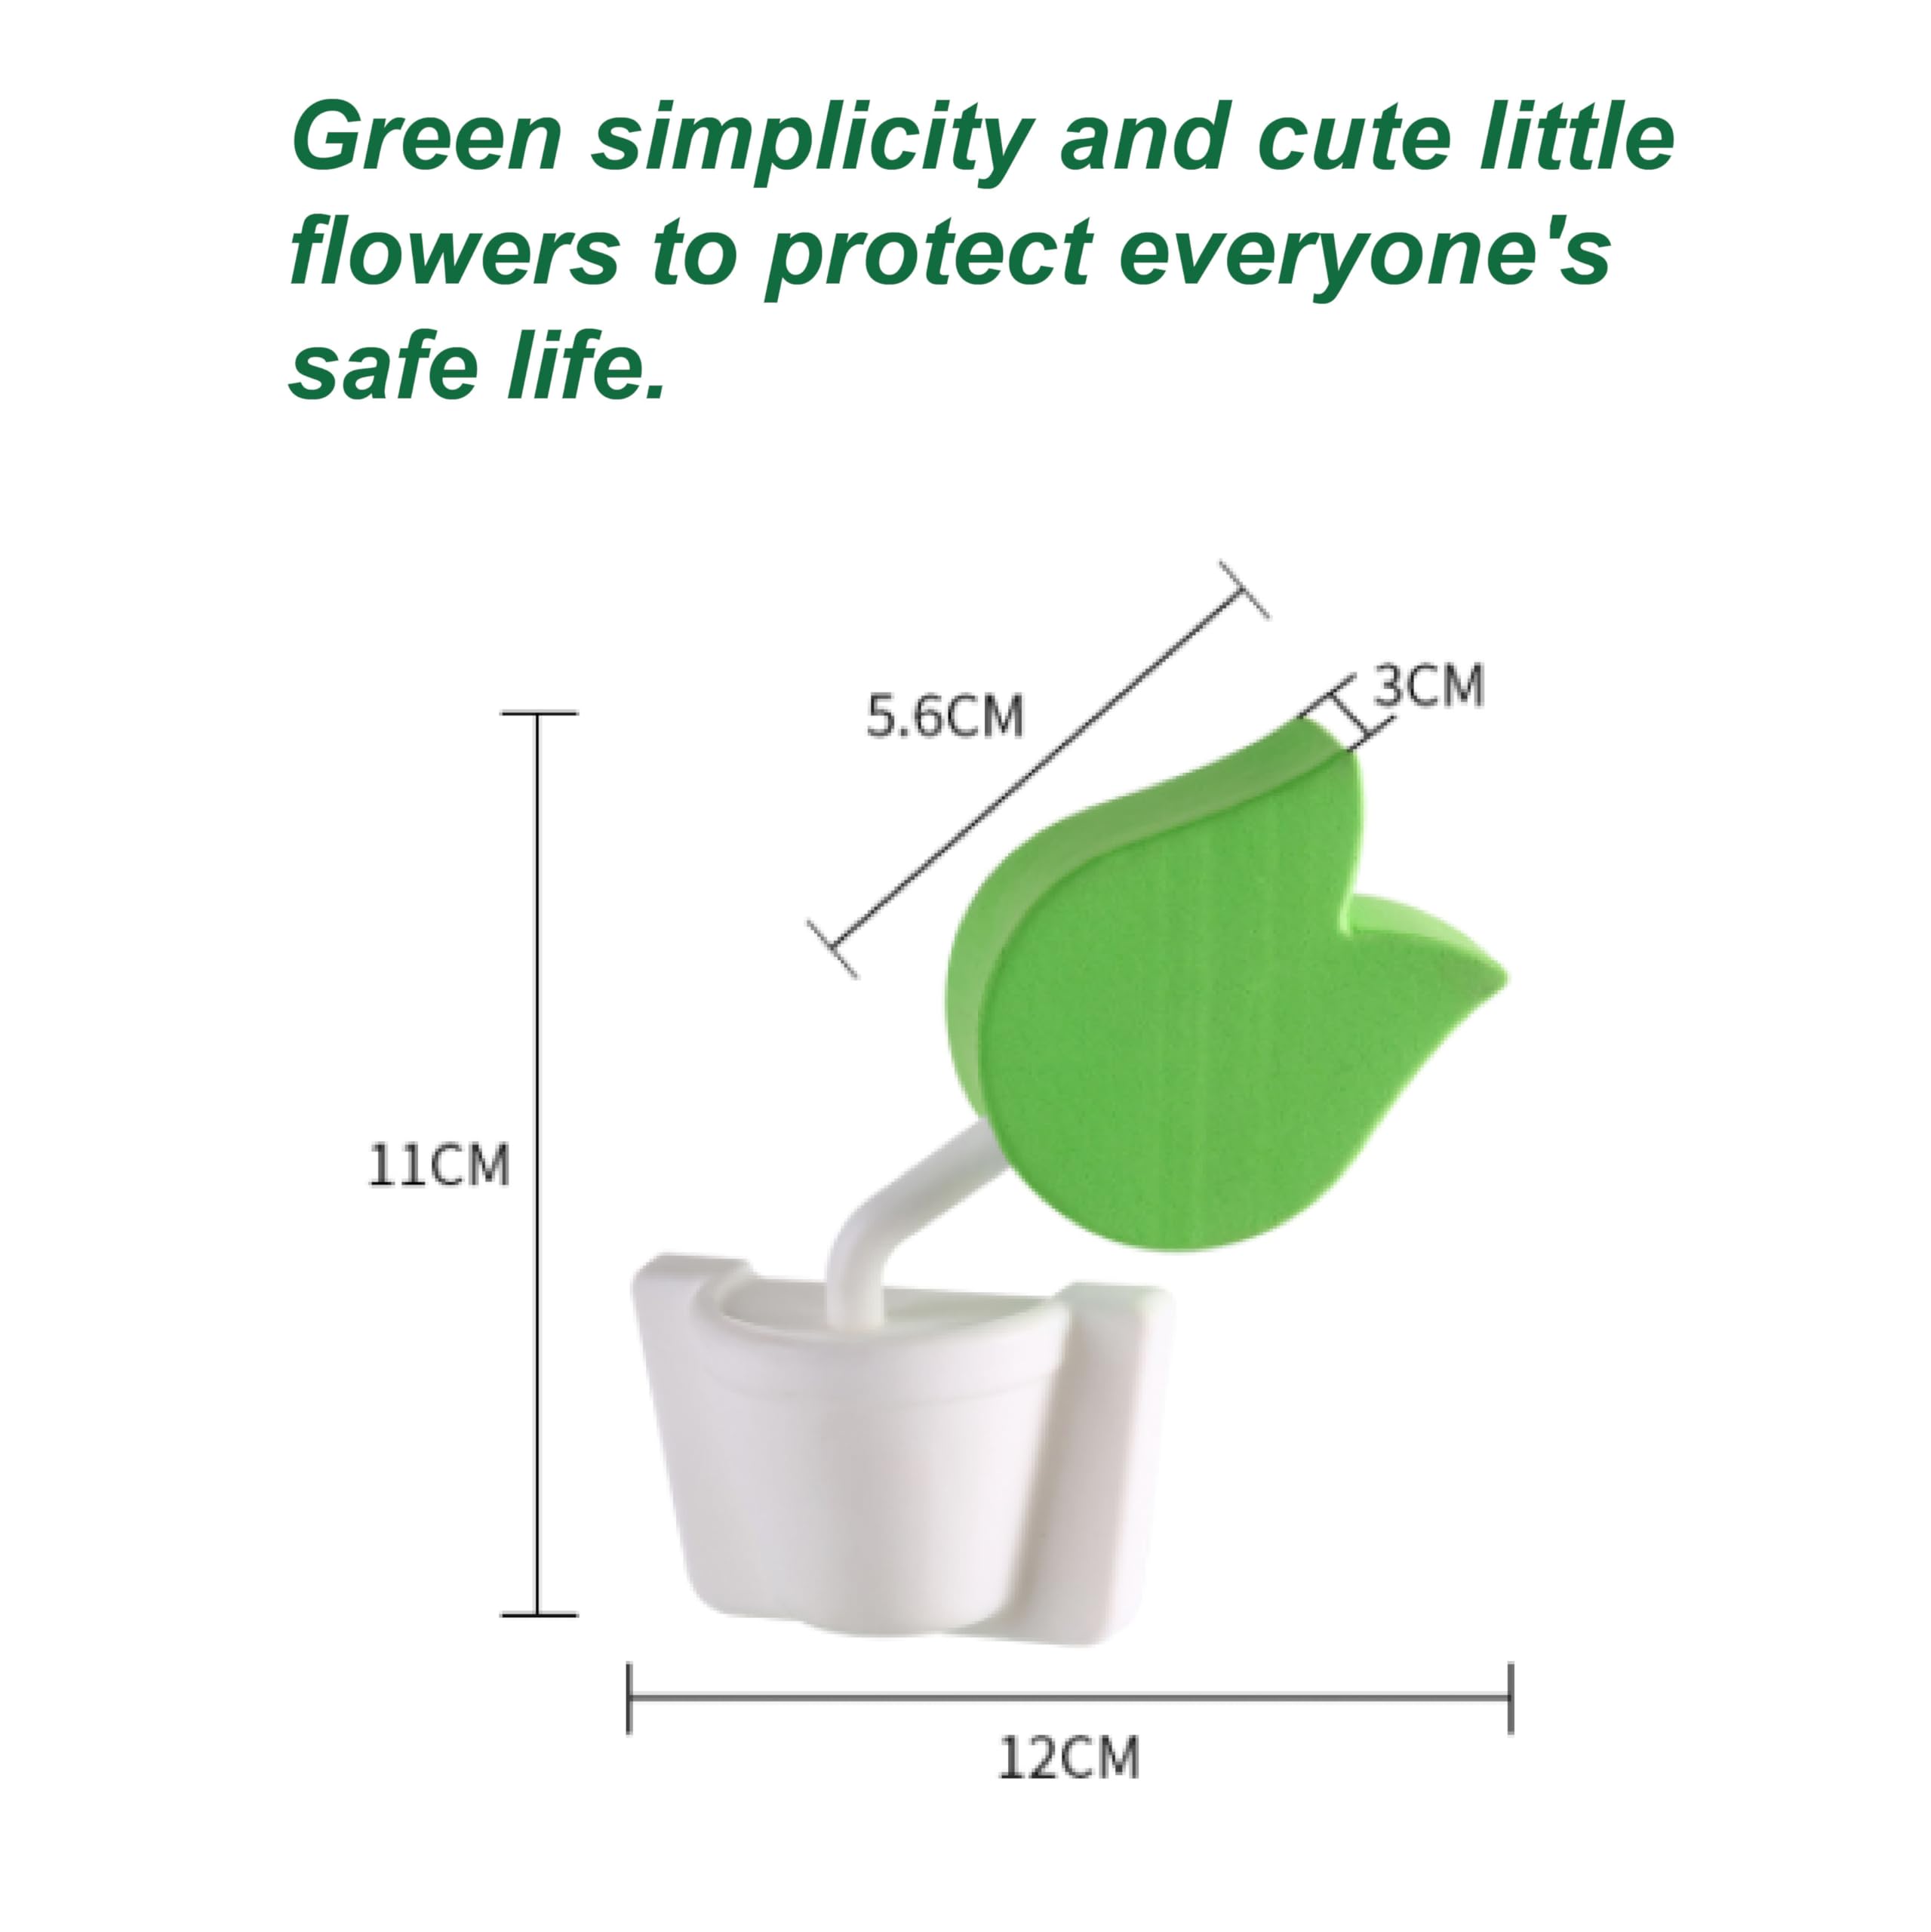 Green simplicity and cute little
flowers to protect everyone's
safe life.
5.6CM
3CM
11CM
12CM